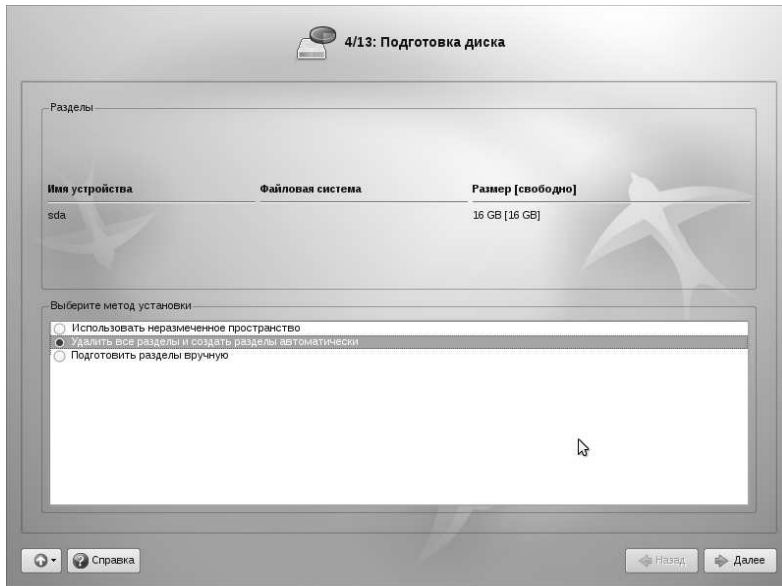 4/13: Подготовка диска
Разделы
Имя устройства Файловая система Размер [свободно]
sda 16 GB [16 GB]
Выберите метод установки
Использовать неразмеченное пространство
Удалить все разделы и создать разделы автоматически
Подготовить разделы вручную
Справка Назад Далее